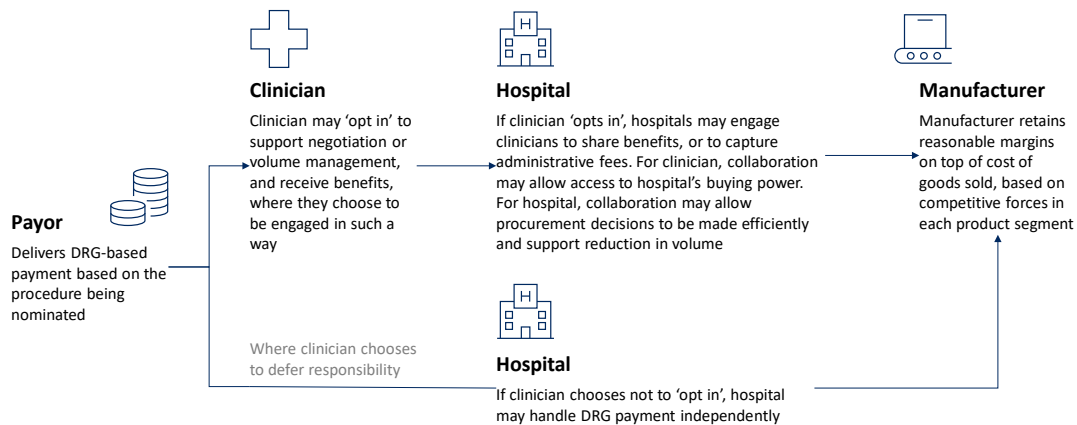 Payor
Delivers DRG-based
payment based on the
procedure being
nominated
Clinician
Clinician may ‘opt in’ to
support negotiation or
volume management,
and receive benefits,
where they choose to
be engaged in such a
way
H
Hospital
If clinician ‘opts in’, hospitals may engage
clinicians to share benefits, or to capture
administrative fees. For clinician, collaboration
may allow access to hospital’s buying power.
For hospital, collaboration may allow
procurement decisions to be made efficiently
and support reduction in volume
Manufacturer
Manufacturer retains
reasonable margins
on top of cost of
goods sold, based on
competitive forces in
each product segment
Where clinician chooses
to defer responsibility
H
Hospital
If clinician chooses not to ‘opt in’, hospital
may handle DRG payment independently